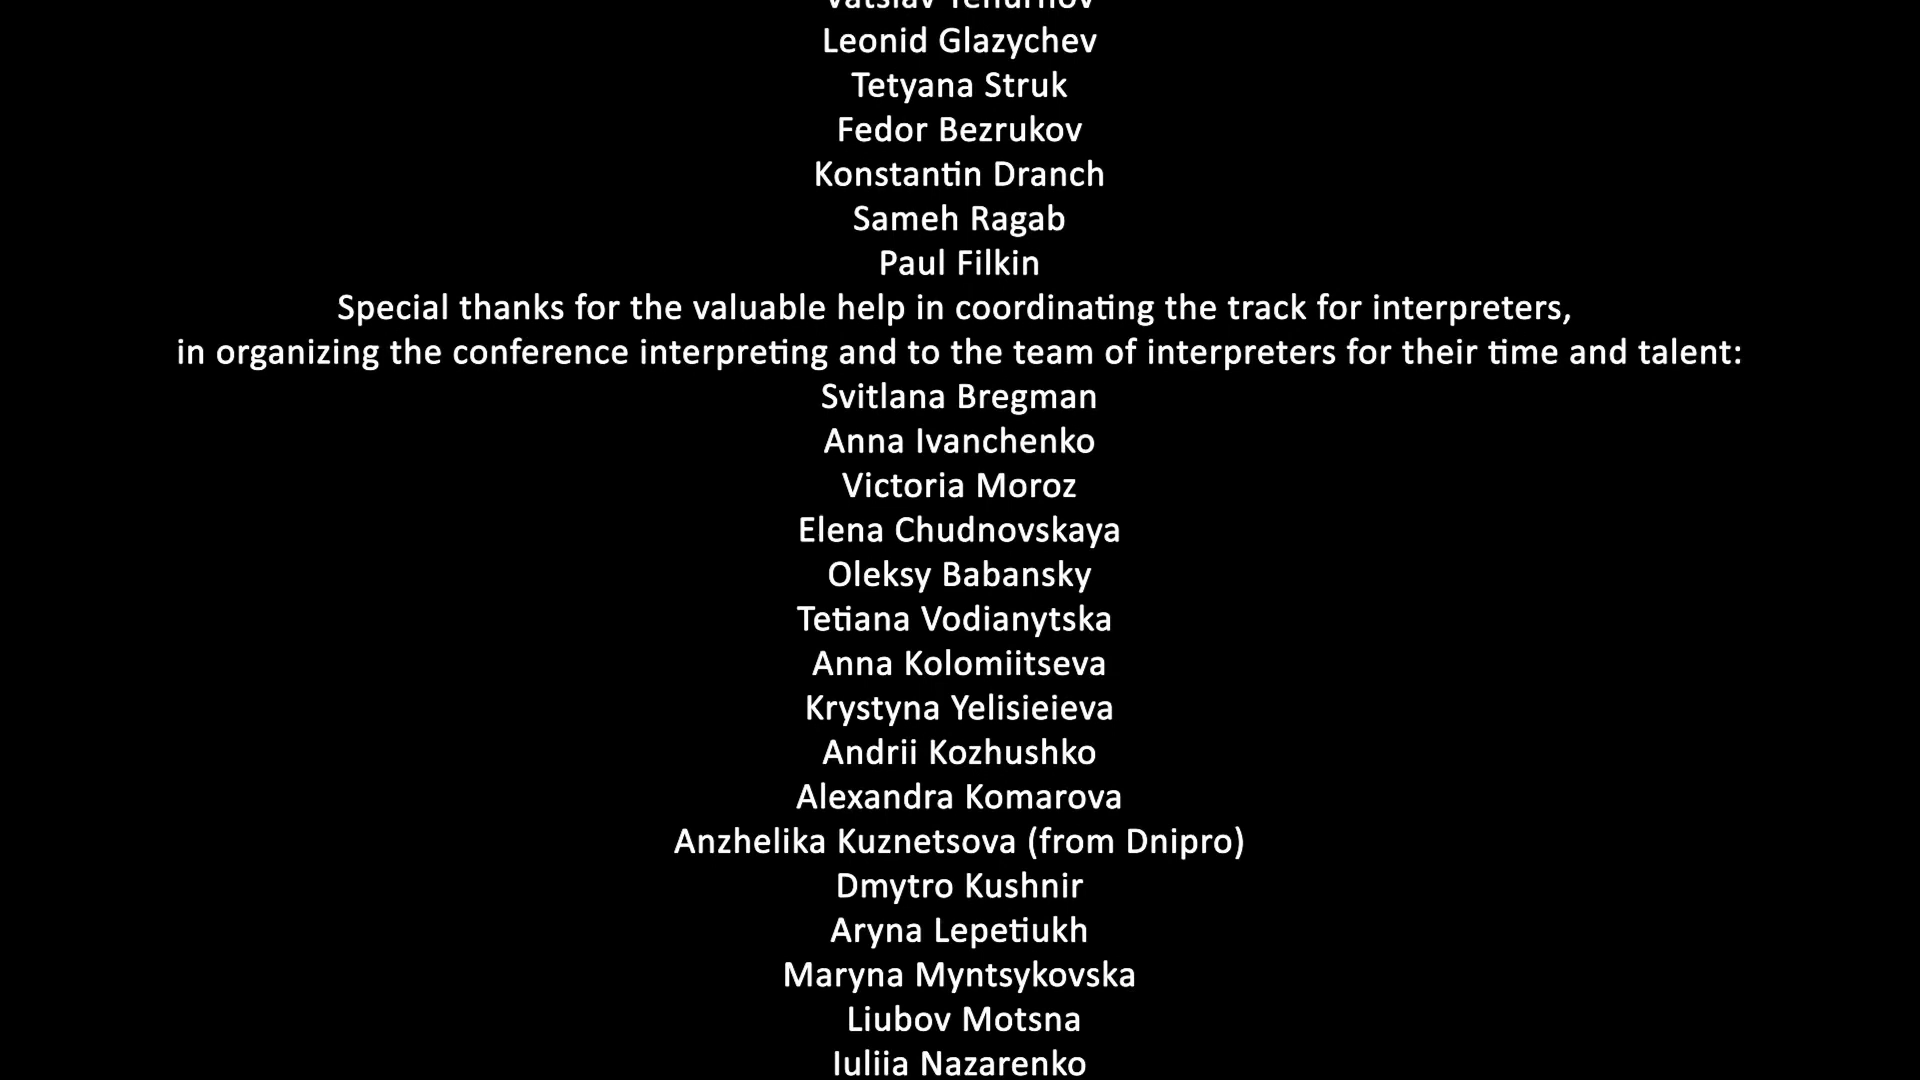 Leonid Glazychev
Tetyana Struk
Fedor Bezrukov
Konstantin Dranch
Sameh Ragab
Paul Filkin
Special thanks for the valuable help in coordinating the track for interpreters,
in organizing the conference interpreting and to the team of interpreters for their time and talent:
Svitlana Bregman
Anna Ivanchenko
Victoria Moroz
Elena Chudnovskaya
Oleksy Babansky
Tetiana Vodianytska
Anna Kolomiitseva
Krystyna Yelisieieva
Andrii Kozhushko
Alexandra Komarova
Anzhelika Kuznetsova (from Dnipro)
Dmytro Kushnir
Aryna Lepetiukh
Maryna Myntsykovska
Liubov Motsna
Iuliia Nazarenko